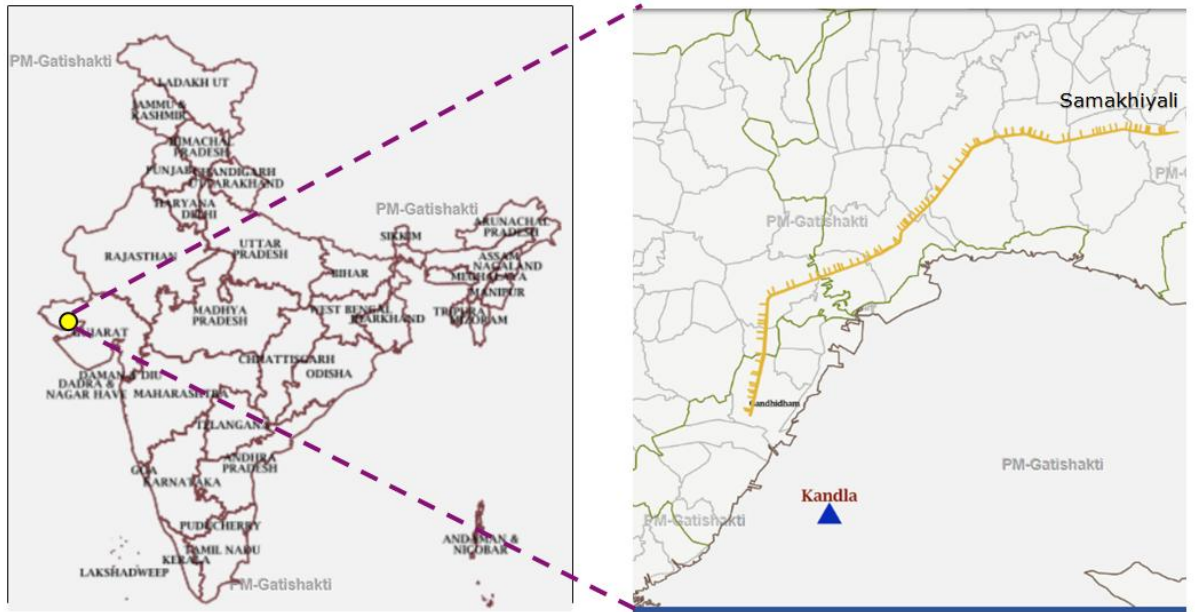 PM-Gatishakti
LADAKH UT
JAMMU &
KASHMIR
HIMACHAL
PRADESH
PUNJAB
CHANDIGARH
UTTARAKHAND
HARYANA
DELHI
PM-Gatishakti
ARUNACHAL
PRADESH
SIKKIM
RAJASTHAN
UTTAR
PRADESH
ASSAM
NAGALAND
BIHAR
MEGHALAYA
MANIPUR
MADHYA
PRADESH
WEST BENGAL
JHARKHAND
TRIPURA
MIZORAM
GUJARAT
CHHATTISGARH
ODISHA
DAMAN & DIU
DADRA &
NAGAR HAVE
MAHARASHTRA
TELANGANA
ANDHRA
PRADESH
GOA
KARNATAKA
PUDUCHERRY
TAMIL NADU
KERALA
LAKSHADWEEP
ANDAMAN &
NICOBAR
PM-Gatishakti
Samakhiyali
PM-G
PM-Gatishakti
Gandhidham
PM-Gatishakti
Kandla
PM-Gatishakti